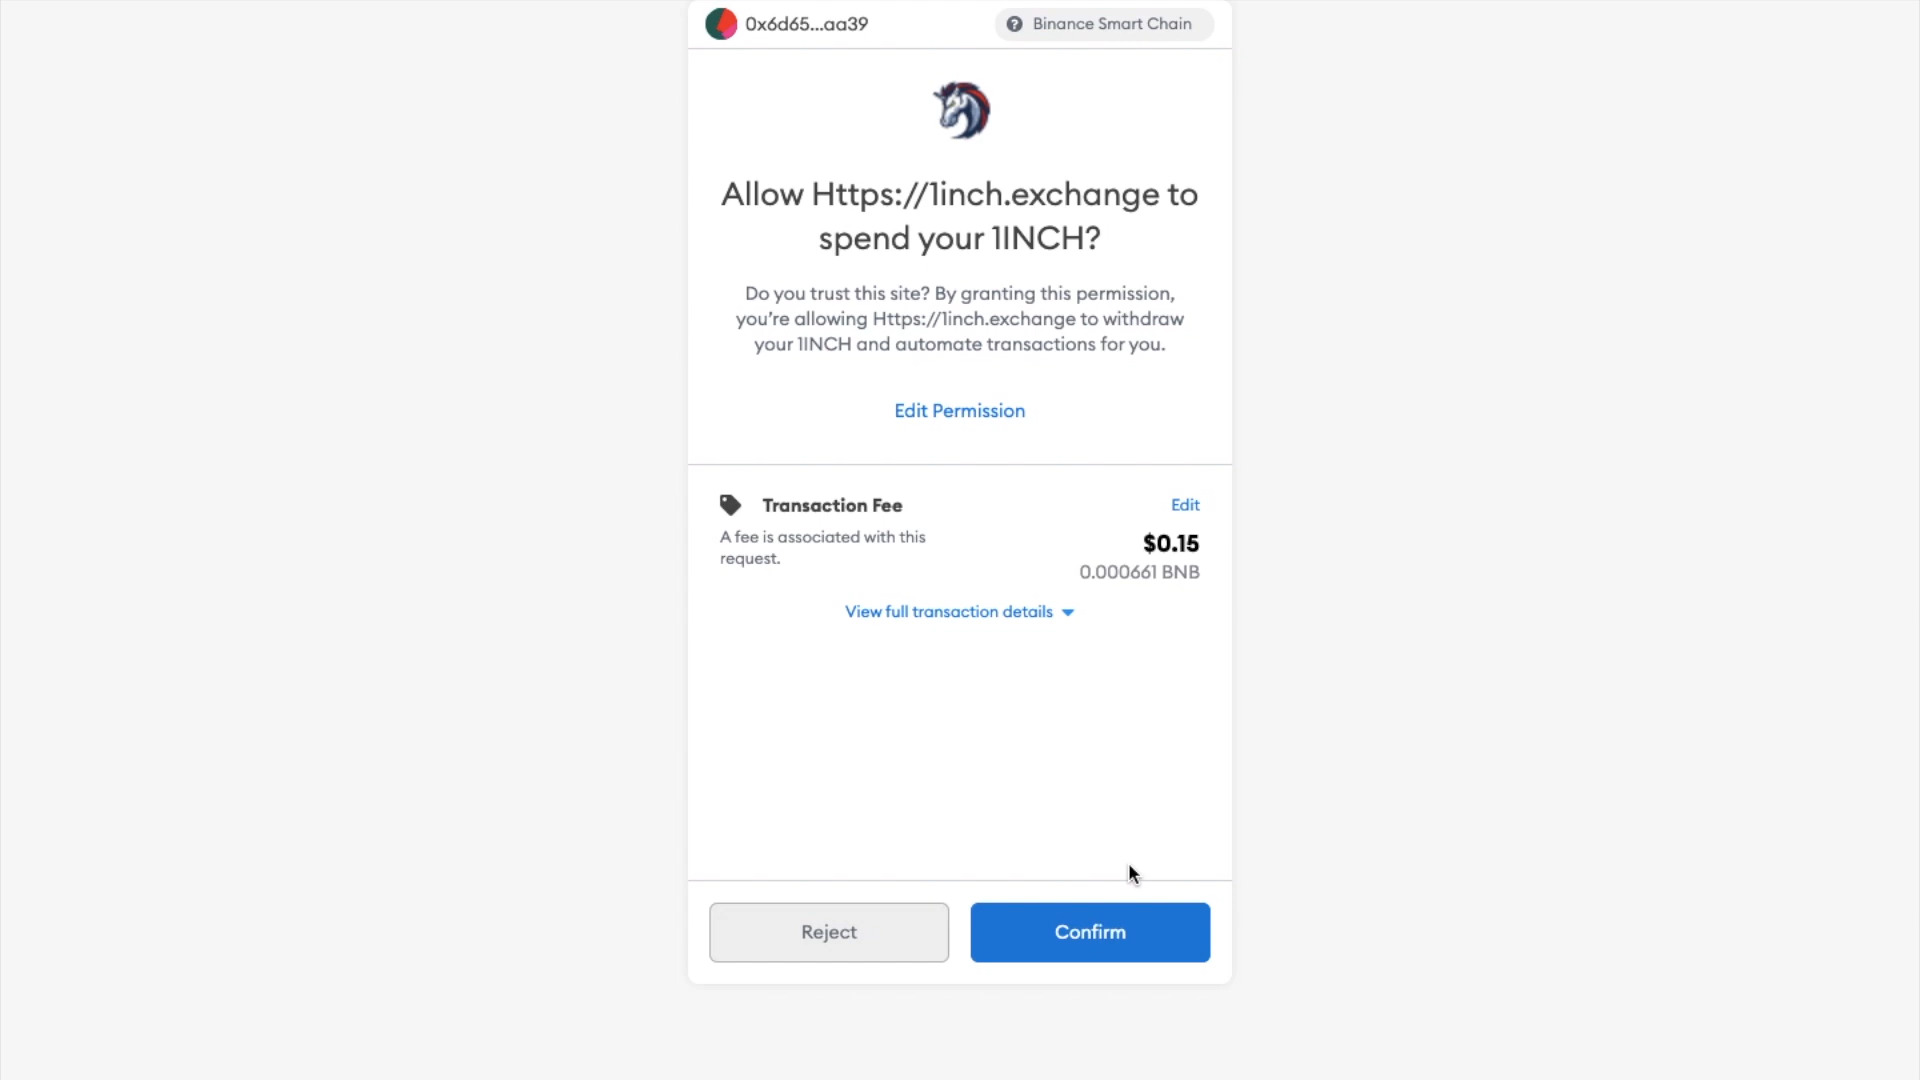 0x6d65...aa39
Binance Smart Chain
Allow Https://1inch.exchange to
spend your 1INCH?
Do you trust this site? By granting this permission,
you're allowing Https://1inch.exchange to withdraw
your 1INCH and automate transactions for you.
Edit Permission
Transaction Fee
Edit
A fee is associated with this
request.
$0.15
0.000661 BNB
View full transaction details
Reject
Confirm